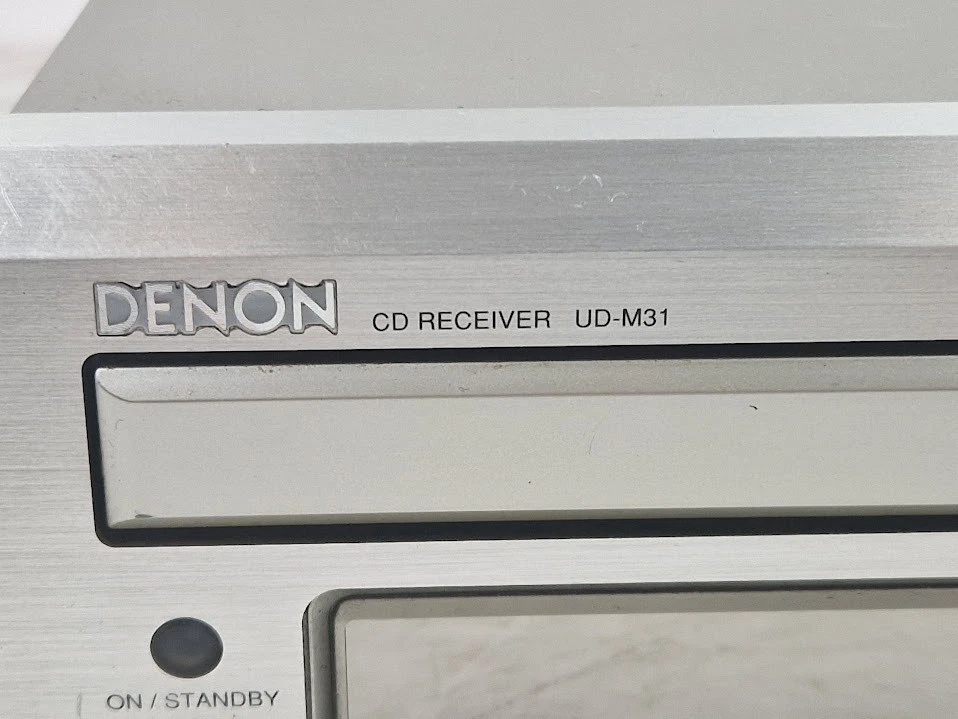 DENON CD RECEIVER UD-M31
ON / STANDBY